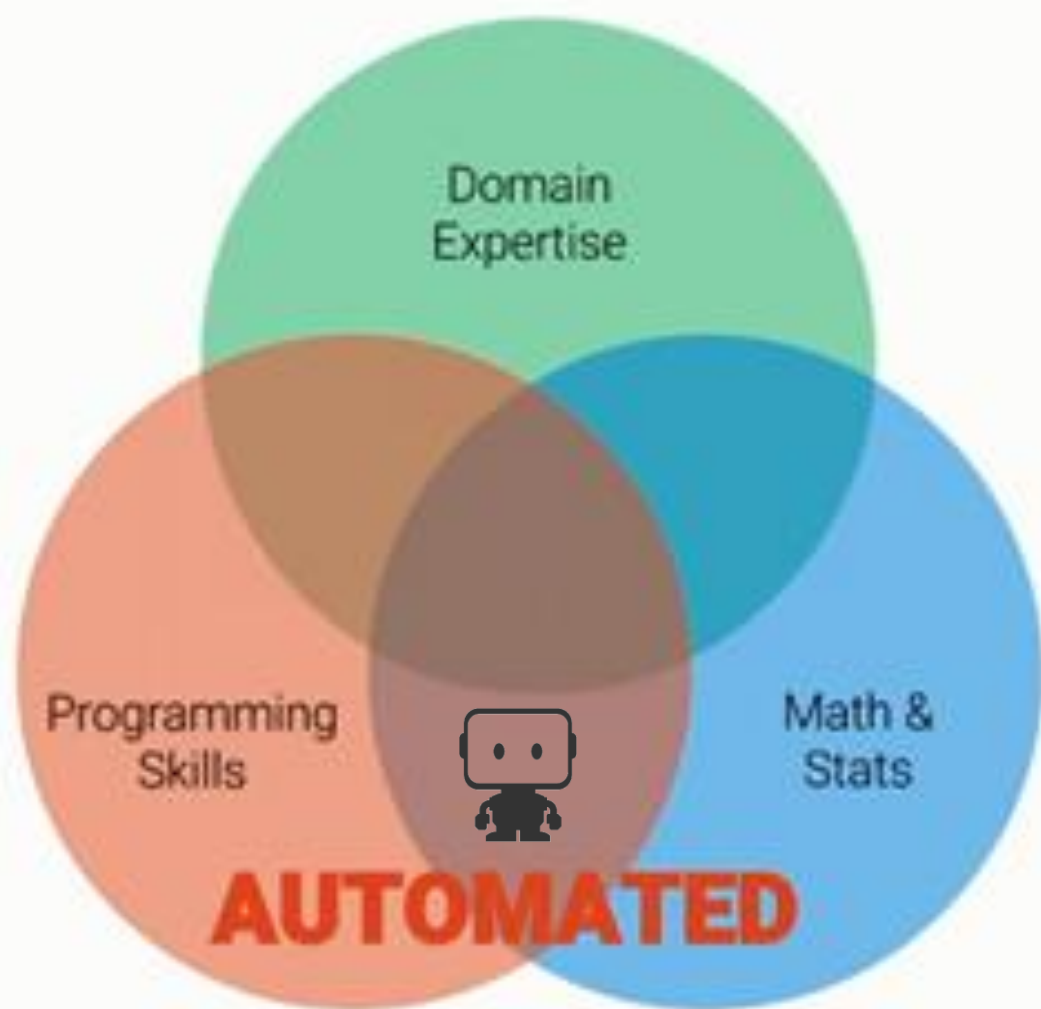 Domain
Expertise
Programming
Skills
Math &
Stats
AUTOMATED